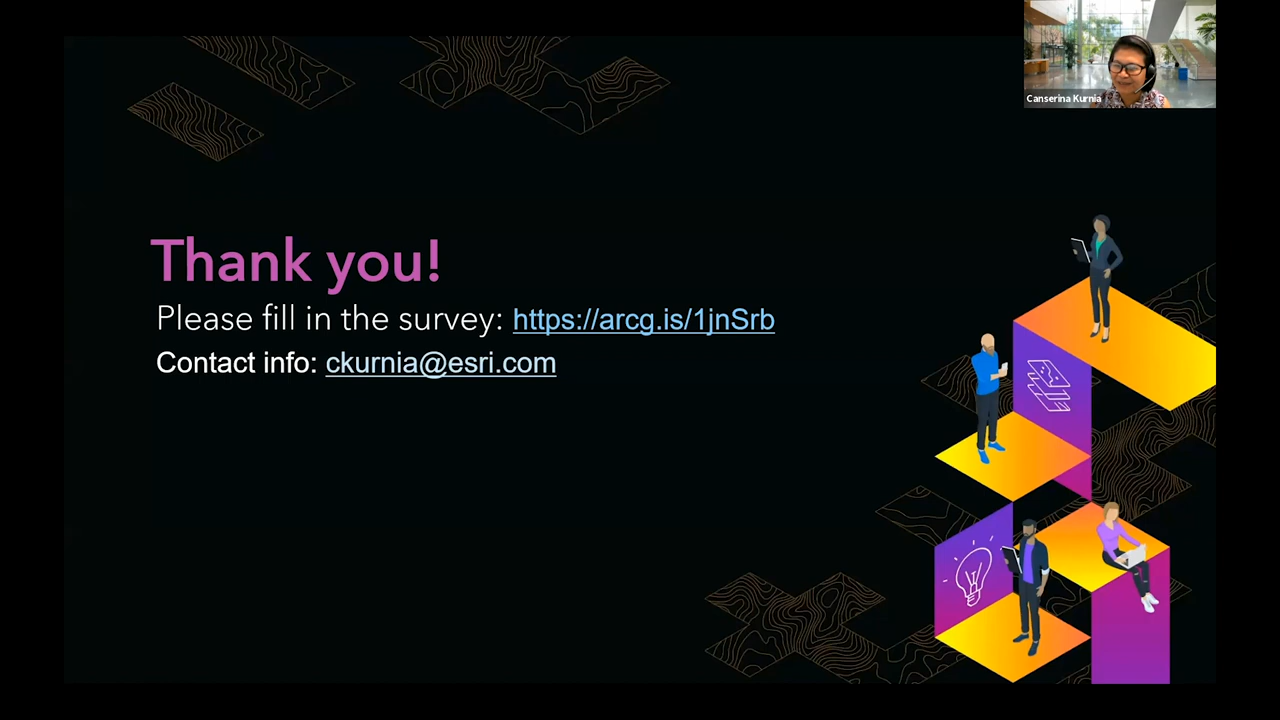 Canserina Kurnia
Thank you!
Please fill in the survey: https://arcg.is/1jnSrb
Contact info: ckurnia@esri.com